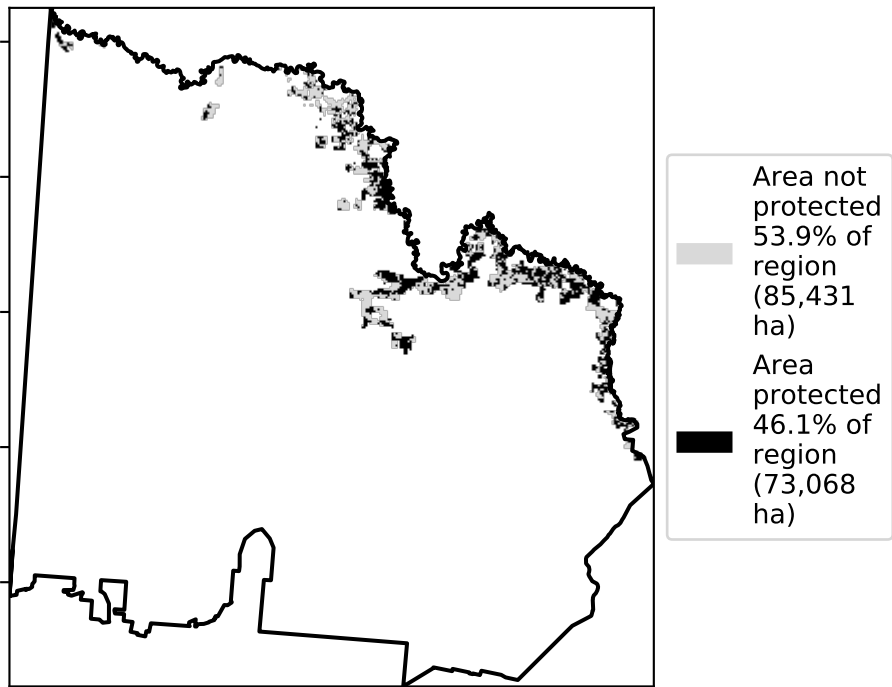 Area not
protected
53.9% of
region
(85,431
ha)
Area
protected
46.1% of
region
(73,068
ha)